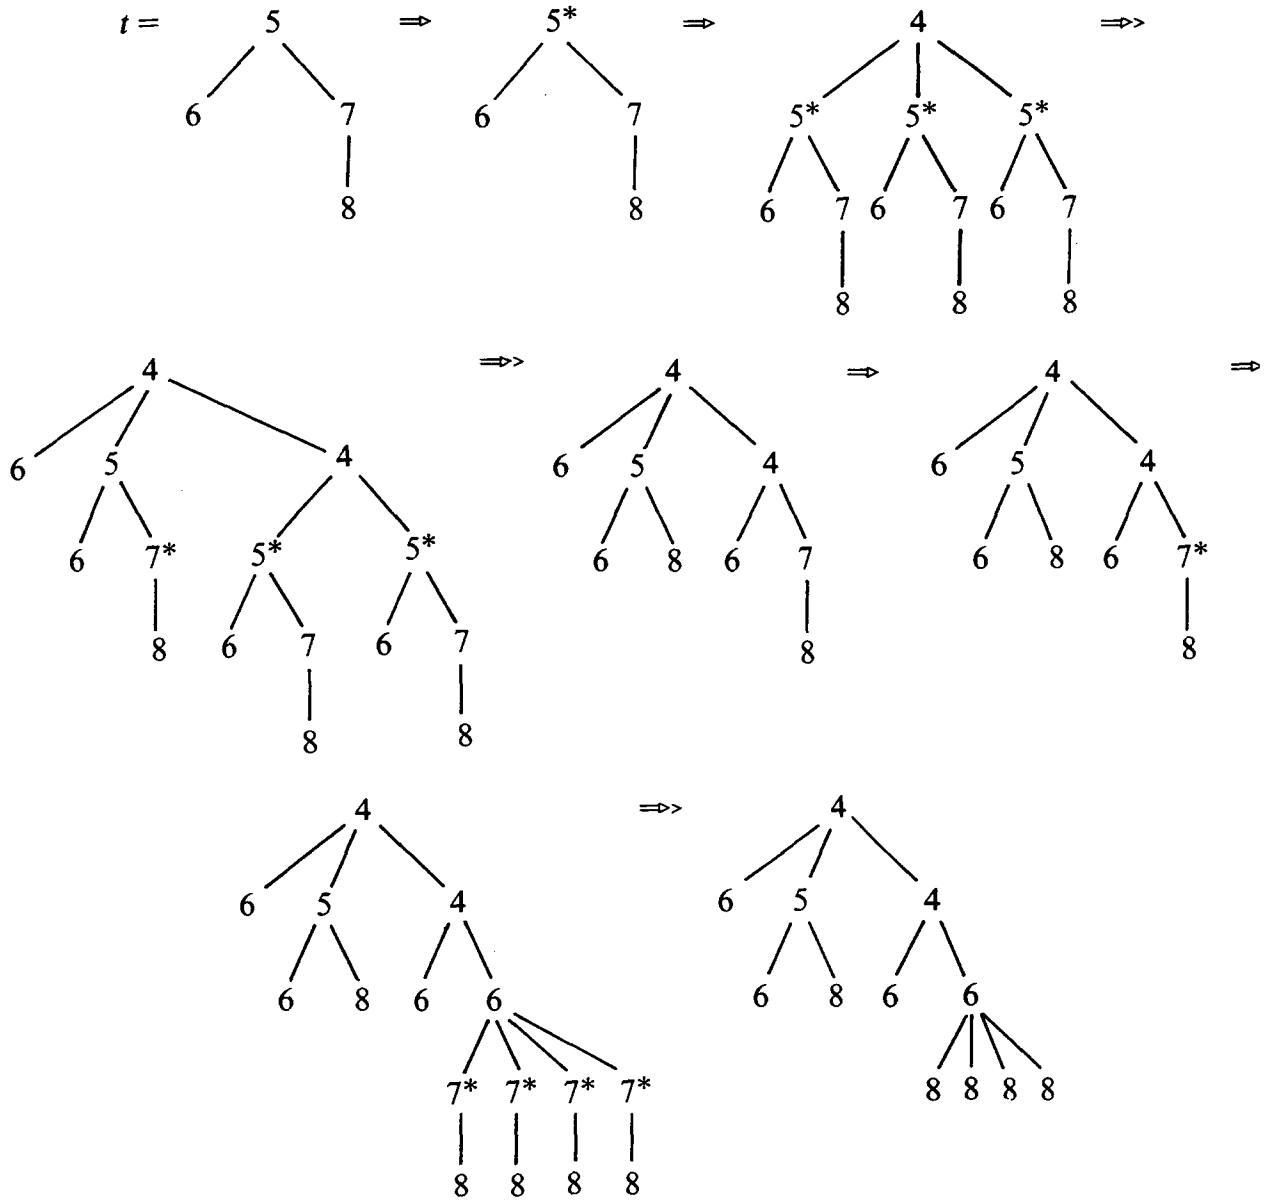 t = 5 ⇒ 5* ⇒ 4 ⇒>
6 7 6 7 5* 5* 5*
8 8 6 7 6 7 6 7
8 8 8
4 ⇒> 4 ⇒ 4 ⇒
6 5 4 6 5 4 6 5 4
6 7* 5* 5* 6 8 6 7 6 8 6 7*
8 6 7 6 7 8 8
8 8
4 ⇒> 4
6 5 4 6 5 4
6 8 6 6 6 8 6 6
7* 7* 7* 7* 8 8 8 8
8 8 8 8